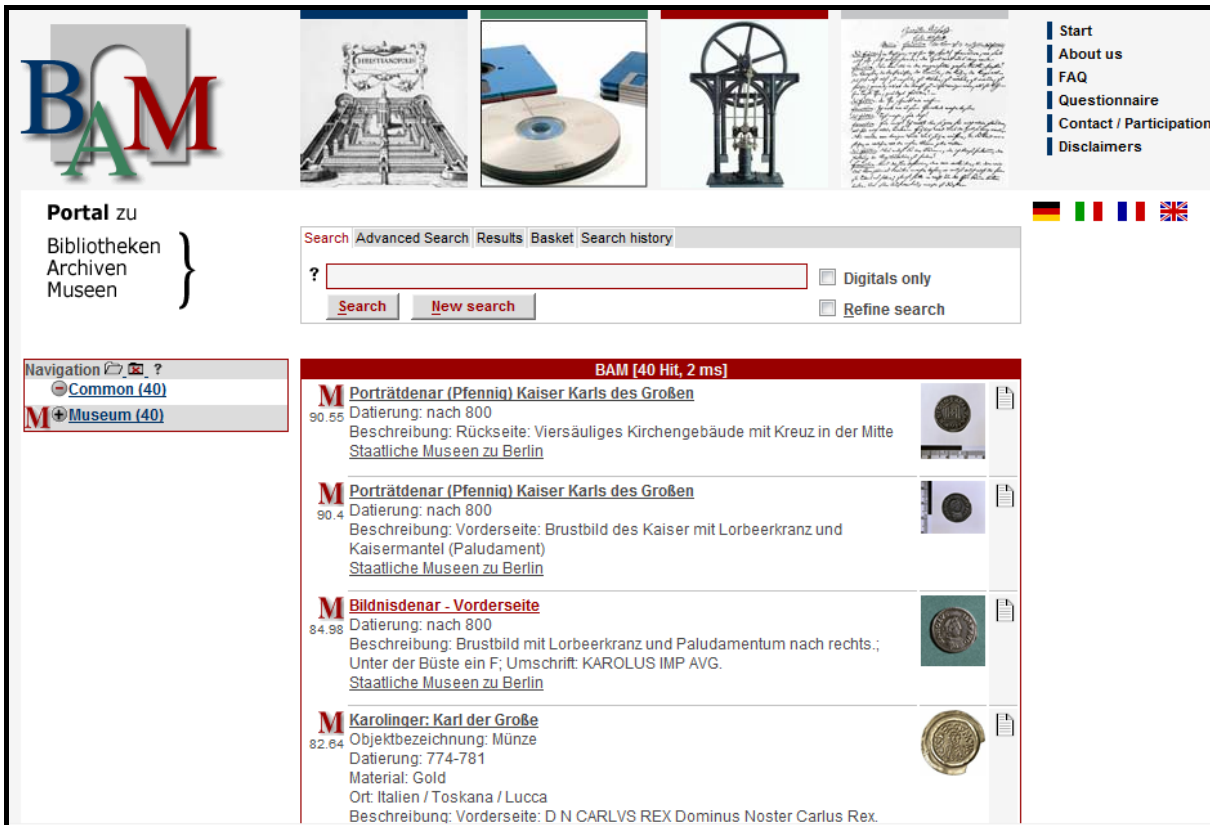 BAM
CHRISTIANOPOLIS
Start
About us
FAQ
Questionnaire
Contact / Participation
Disclaimers
Portal zu
Bibliotheken
Archiven
Museen
Search Advanced Search Results Basket Search history
?
Digitals only
Search New search
Refine search
Navigation ?
Common (40)
M Museum (40)
BAM [40 Hit, 2 ms]
M Porträtdenar (Pfennig) Kaiser Karls des Großen
90.55 Datierung: nach 800
Beschreibung: Rückseite: Viersäuliges Kirchengebäude mit Kreuz in der Mitte
Staatliche Museen zu Berlin
M Porträtdenar (Pfennig) Kaiser Karls des Großen
90.4 Datierung: nach 800
Beschreibung: Vorderseite: Brustbild des Kaiser mit Lorbeerkranz und
Kaisermantel (Paludament)
Staatliche Museen zu Berlin
M Bildnisdenar - Vorderseite
84.98 Datierung: nach 800
Beschreibung: Brustbild mit Lorbeerkranz und Paludamentum nach rechts.;
Unter der Büste ein F; Umschrift: KAROLUS IMP AVG.
Staatliche Museen zu Berlin
M Karolinger: Karl der Große
82.64 Objektbezeichnung: Münze
Datierung: 774-781
Material: Gold
Ort: Italien / Toskana / Lucca
Beschreibung: Vorderseite: D N CARLVS REX Dominus Noster Carlus Rex.